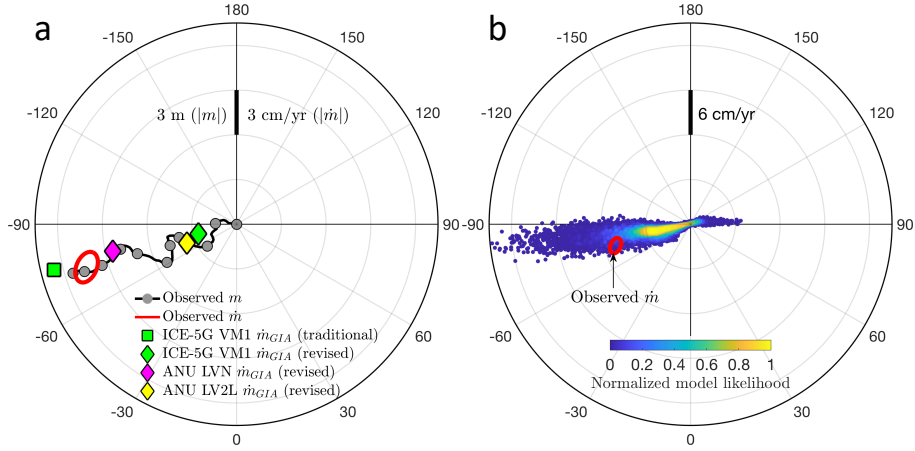 a
180
-150
150
-120
120
3 m (|m|)
3 cm/yr (|ṁ|)
-90
90
-60
60
-30
30
0
Observed m
Observed ṁ
ICE-5G VM1 ṁ_GIA (traditional)
ICE-5G VM1 ṁ_GIA (revised)
ANU LVN ṁ_GIA (revised)
ANU LV2L ṁ_GIA (revised)
b
180
-150
150
-120
120
6 cm/yr
-90
90
Observed ṁ
-60
60
0 0.2 0.4 0.6 0.8 1
Normalized model likelihood
-30
30
0